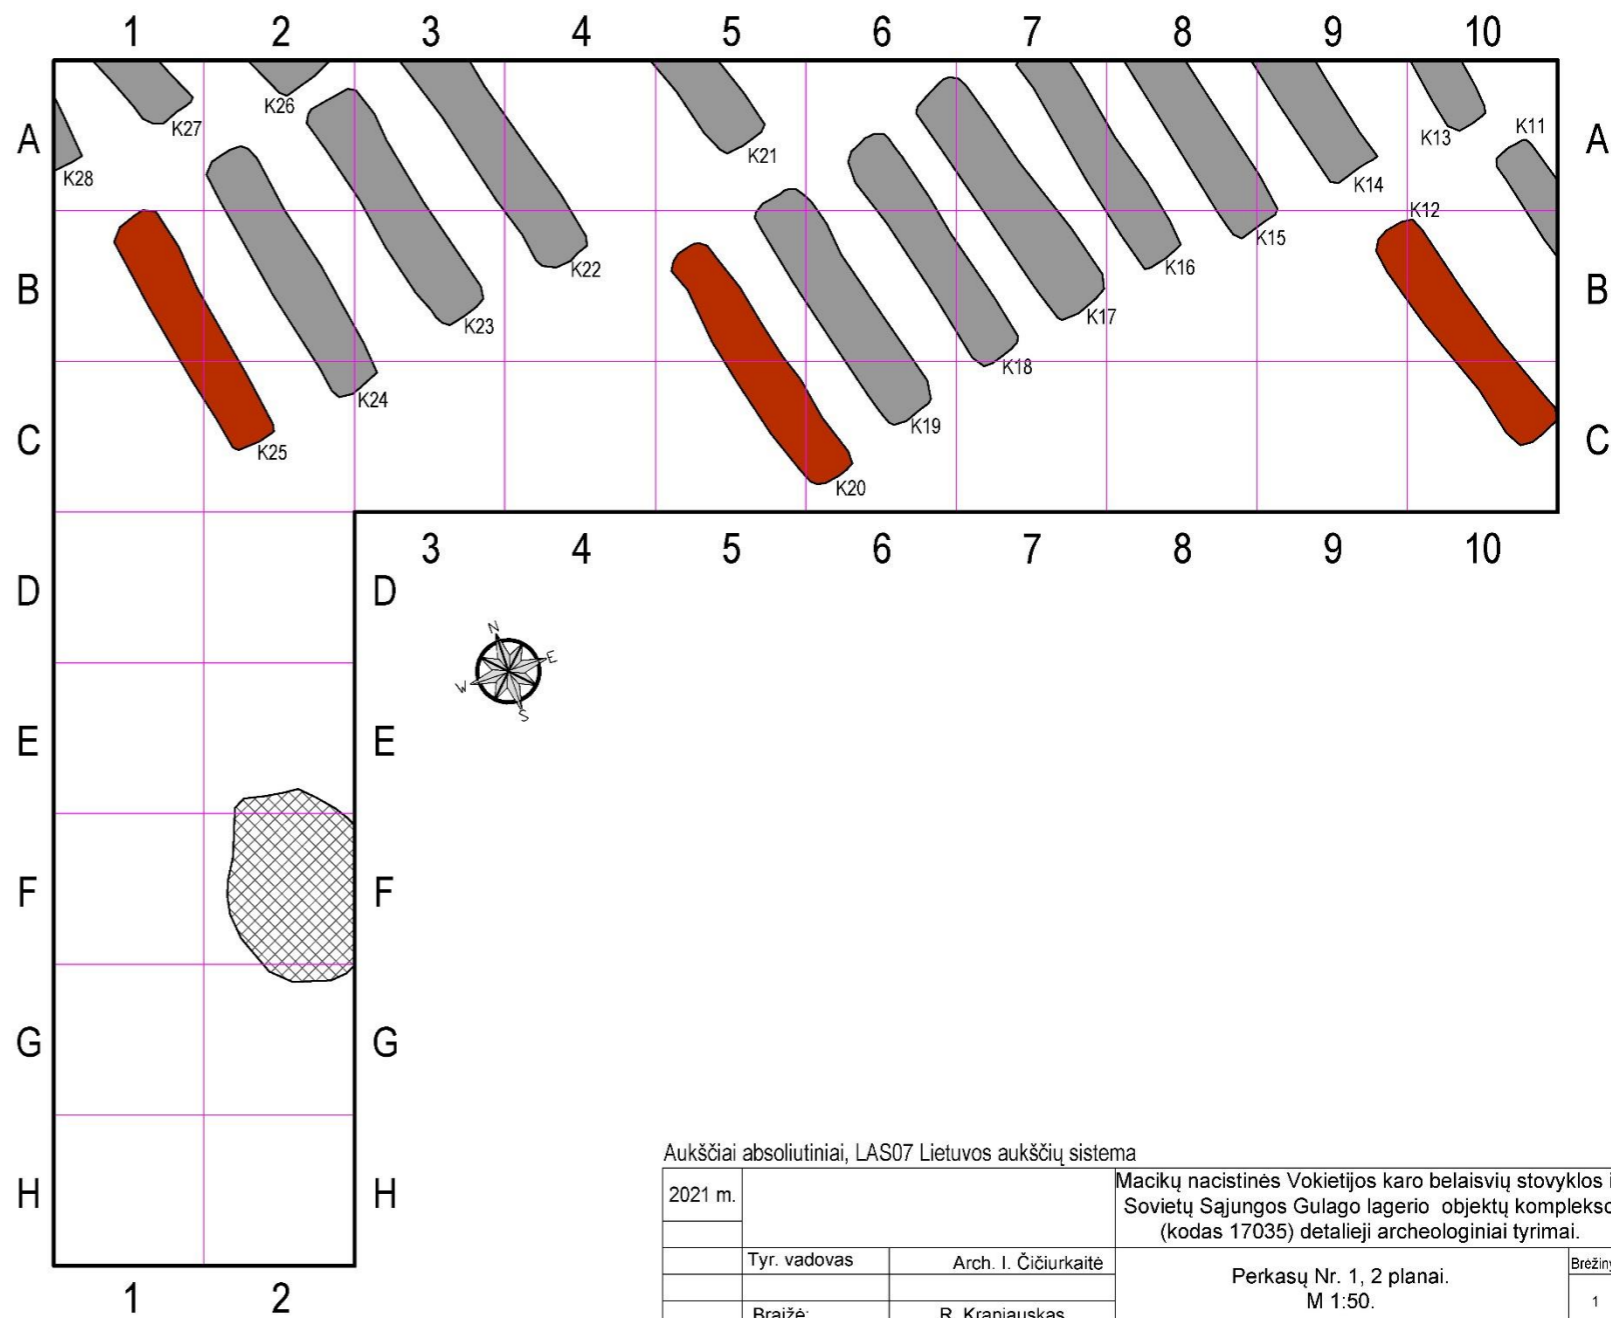 1 2 3 4 5 6 7 8 9 10
A A
K27 K26 K21 K13 K11
K28 K14
K12
K22 K16 K15
B B
K23 K17
K18
K24
C K25 K19 C
K20
3 4 5 6 7 8 9 10
D D
N
E
W
S
E E
F F
G G
H H
1 2
Aukščiai absoliutiniai, LAS07 Lietuvos aukščių sistema
2021 m.
Macikų nacistinės Vokietijos karo belaisvių stovyklos
Sovietų Sąjungos Gulago lagerio objektų komplekso
(kodas 17035) detalieji archeologiniai tyrimai.
Tyr. vadovas Arch. I. Čičiurkaitė
Perkasų Nr. 1, 2 planai.
M 1:50.
Brėžiny
1
Braižė: R. Kraniauskas